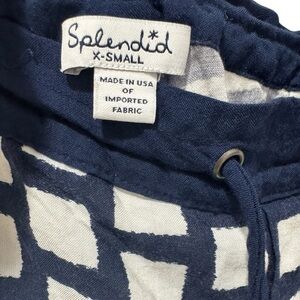 Splendid
X-SMALL
MADE IN USA
OF
IMPORTED
FABRIC